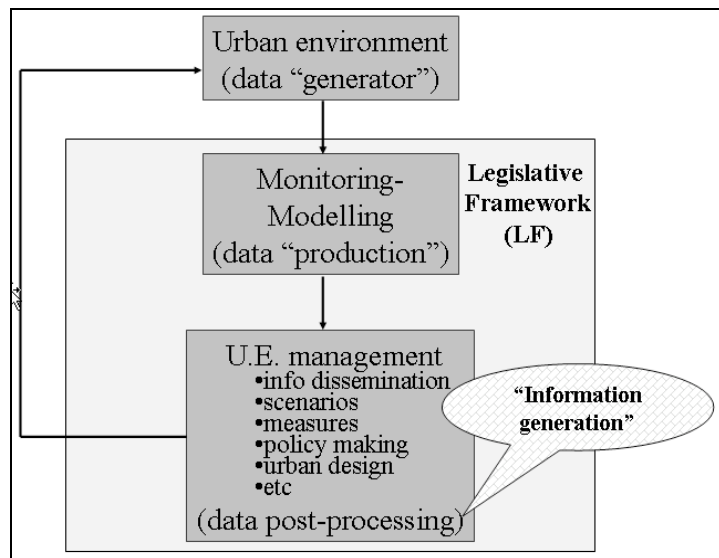 Urban environment
(data “generator”)
Monitoring-
Modelling
(data “production”)
Legislative
Framework
(LF)
U.E. management
•info dissemination
•scenarios
•measures
•policy making
•urban design
•etc
(data post-processing)
“Information
generation”